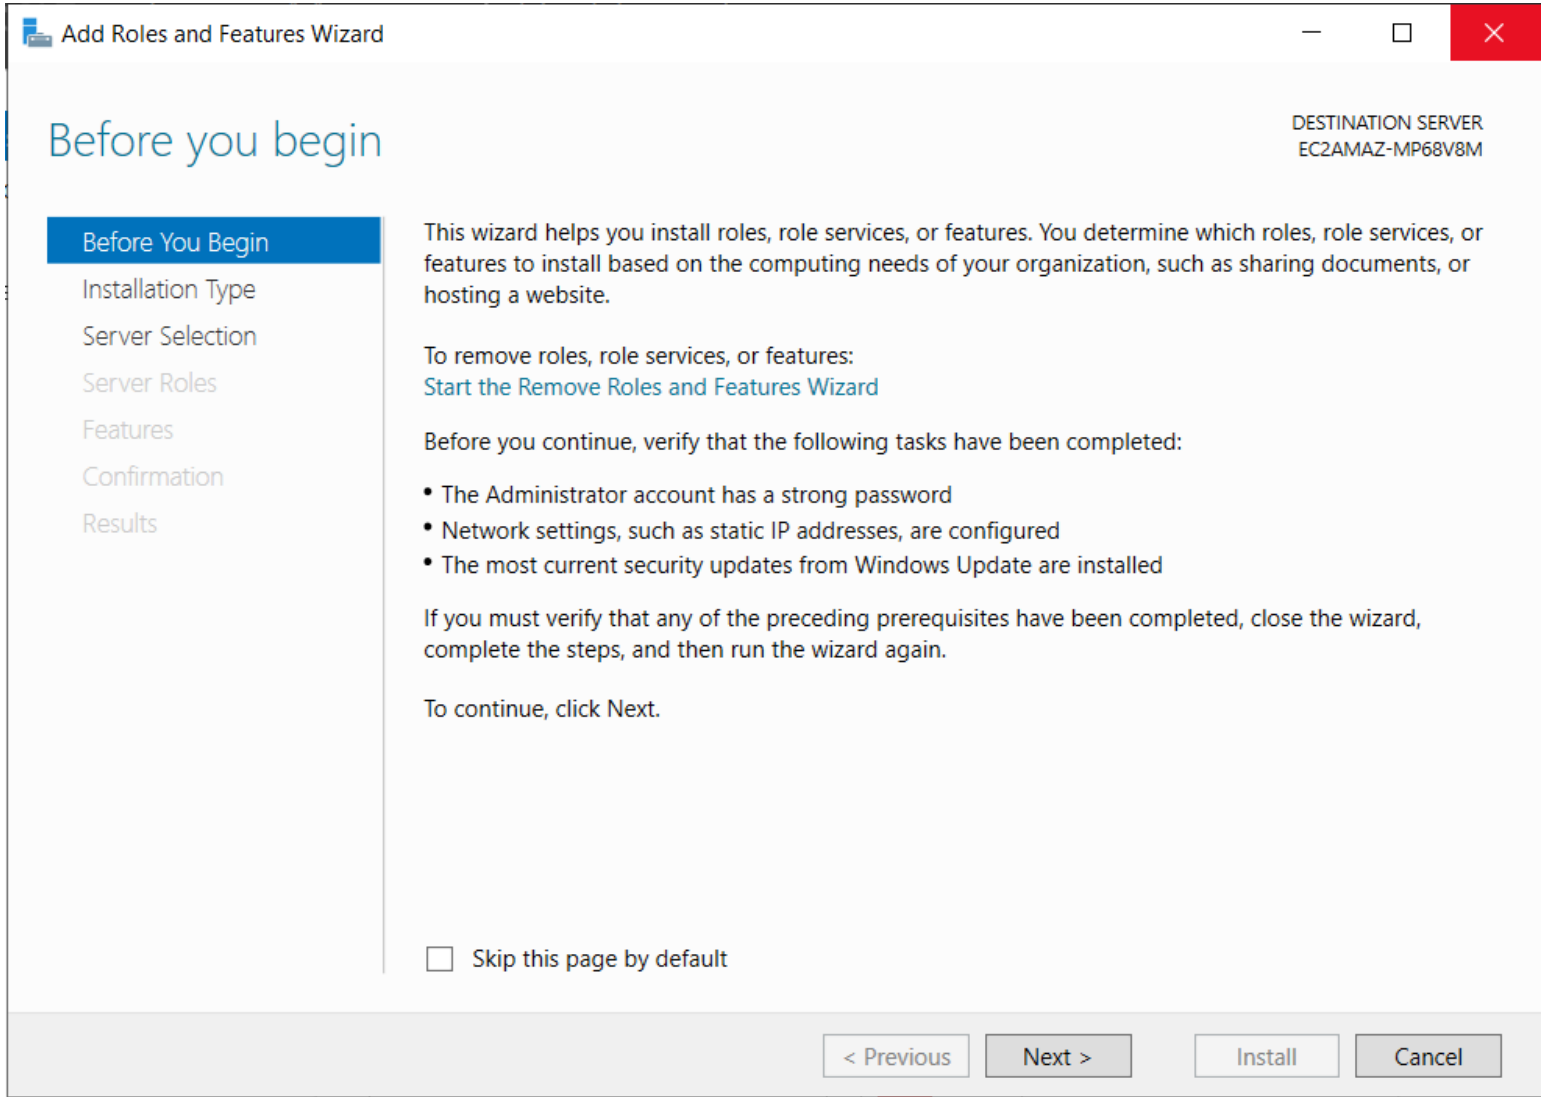 Add Roles and Features Wizard
Before you begin
DESTINATION SERVER
EC2AMAZ-MP68V8M
Before You Begin
Installation Type
Server Selection
Server Roles
Features
Confirmation
Results
This wizard helps you install roles, role services, or features. You determine which roles, role services, or
features to install based on the computing needs of your organization, such as sharing documents, or
hosting a website.
To remove roles, role services, or features:
Start the Remove Roles and Features Wizard
Before you continue, verify that the following tasks have been completed:
• The Administrator account has a strong password
• Network settings, such as static IP addresses, are configured
• The most current security updates from Windows Update are installed
If you must verify that any of the preceding prerequisites have been completed, close the wizard,
complete the steps, and then run the wizard again.
To continue, click Next.
Skip this page by default
< Previous
Next >
Install
Cancel